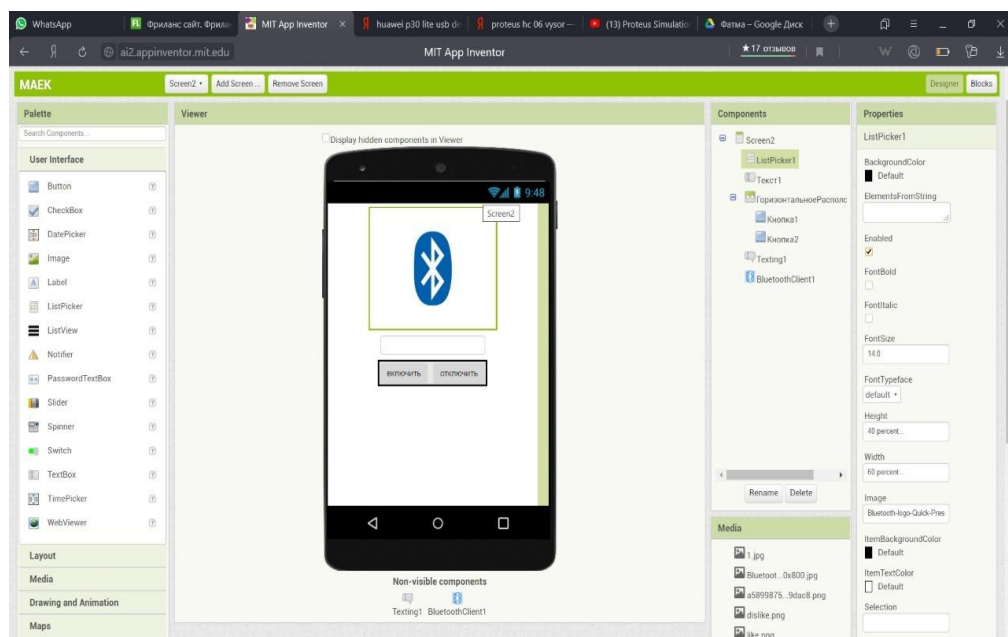 WhatsApp
FL Фриланс сайт. Фрила
MIT App Inventor ×
Я huawei p30 lite usb de
Я proteus hc 06 vysor —
(13) Proteus Simulatio
Фатма – Google Диск
ai2.appinventor.mit.edu
MIT App Inventor
★ 17 отзывов
MAEK
Screen2
Add Screen ...
Remove Screen
Designer
Blocks
Palette
Search Components...
User Interface
Button
CheckBox
DatePicker
Image
Label
ListPicker
ListView
Notifier
PasswordTextBox
Slider
Spinner
Switch
TextBox
TimePicker
WebViewer
Layout
Media
Drawing and Animation
Maps
Viewer
Display hidden components in Viewer
9:48
Screen2
включить
отключить
Non-visible components
Texting1
BluetoothClient1
Components
Screen2
ListPicker1
Текст1
ГоризонтальноеРасполс
Кнопка1
Кнопка2
Texting1
BluetoothClient1
Rename
Delete
Media
1.jpg
Bluetoot...0x800.jpg
a5899875...9dac8.png
dislike.png
like.png
Properties
ListPicker1
BackgroundColor
Default
ElementsFromString
Enabled
FontBold
FontItalic
FontSize
14.0
FontTypeface
default
Height
40 percent...
Width
60 percent...
Image
Bluetooth-logo-Quick-Pres
ItemBackgroundColor
Default
ItemTextColor
Default
Selection